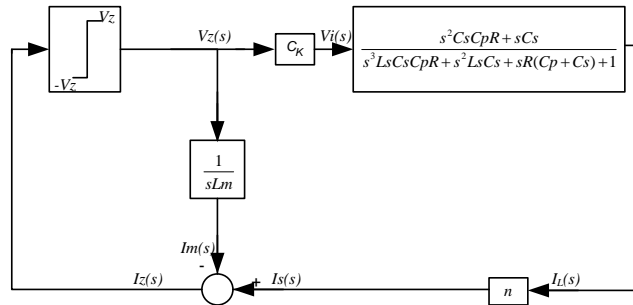 Vz
-Vz
Vz(s)
C_K
Vi(s)
s^2CsCpR + sCs
s^3LsCsCpR + s^2LsCs + sR(Cp + Cs) + 1
1
sLm
Im(s)
-
+
Iz(s)
Is(s)
n
I_L(s)